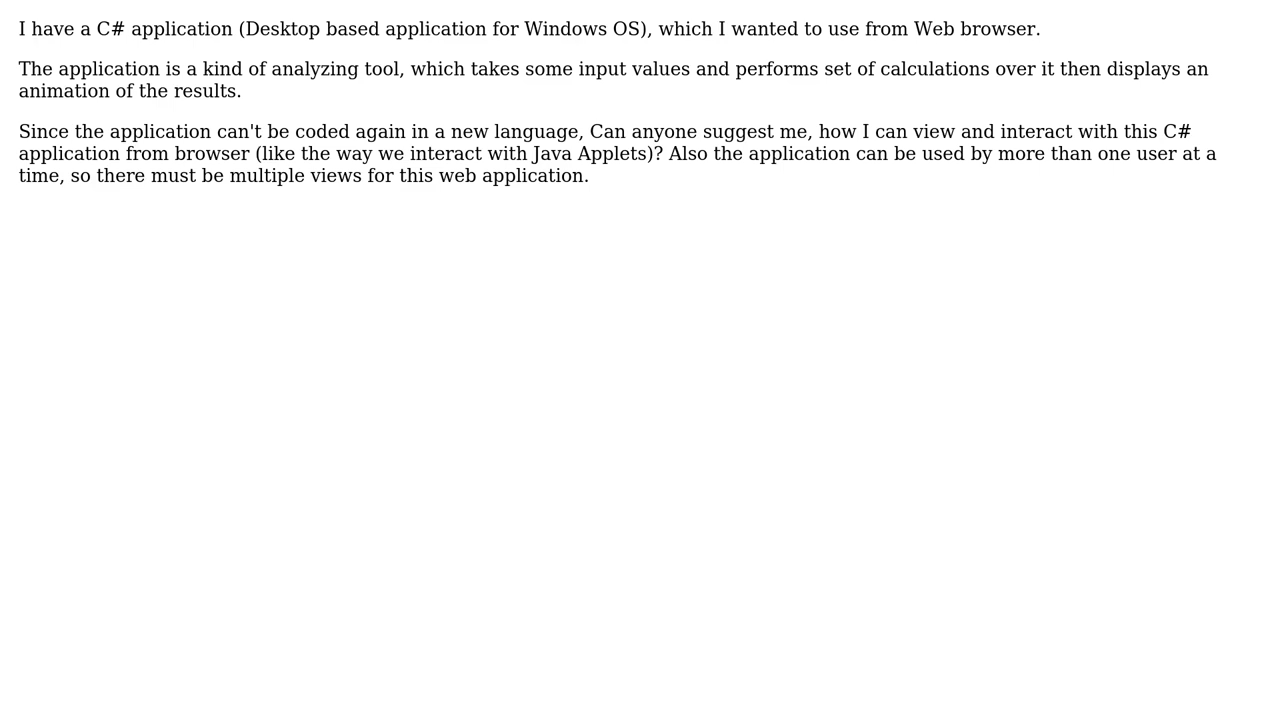 I have a C# application (Desktop based application for Windows OS), which I wanted to use from Web browser.
The application is a kind of analyzing tool, which takes some input values and performs set of calculations over it then displays an
animation of the results.
Since the application can't be coded again in a new language, Can anyone suggest me, how I can view and interact with this C#
application from browser (like the way we interact with Java Applets)? Also the application can be used by more than one user at a
time, so there must be multiple views for this web application.